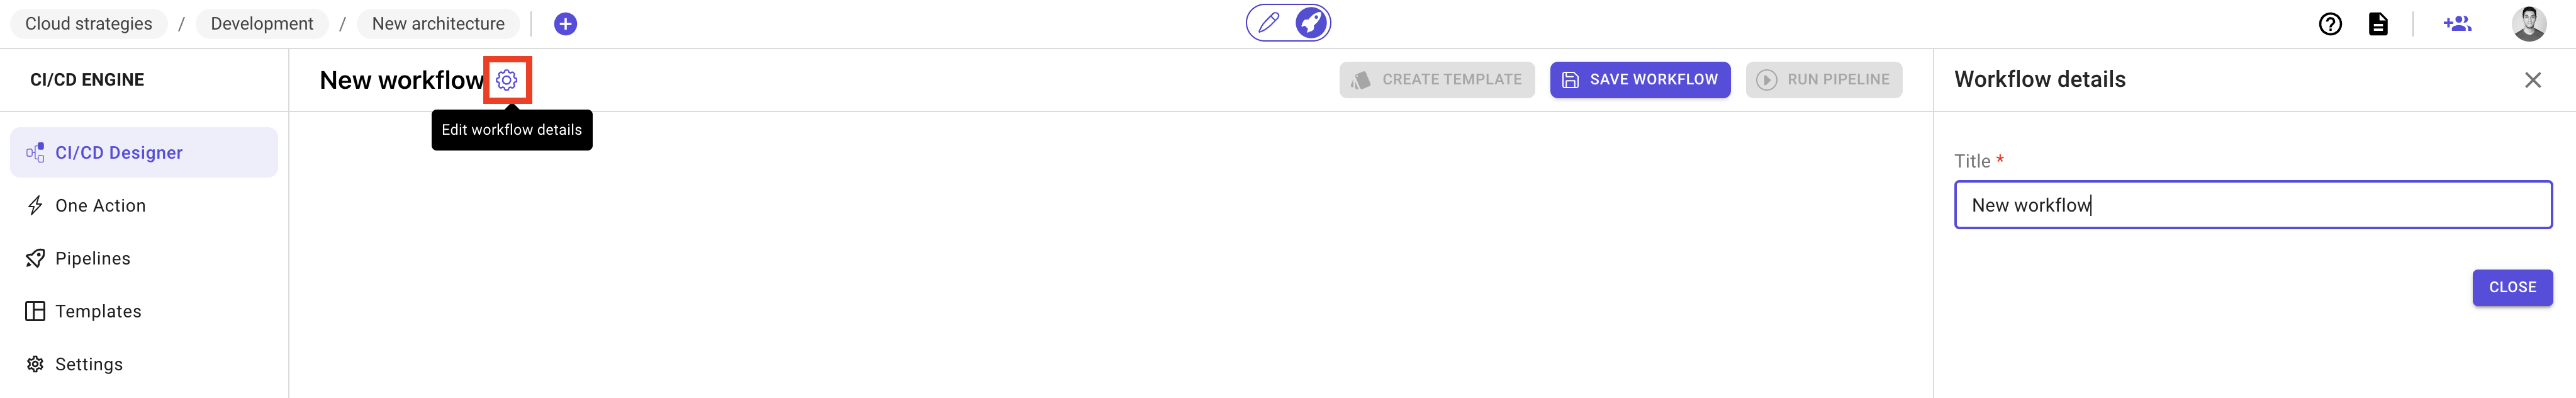 Cloud strategies / Development / New architecture
CI/CD ENGINE
CI/CD Designer
One Action
Pipelines
Templates
Settings
New workflow
Edit workflow details
CREATE TEMPLATE
SAVE WORKFLOW
RUN PIPELINE
Workflow details
Title *
New workflow
CLOSE